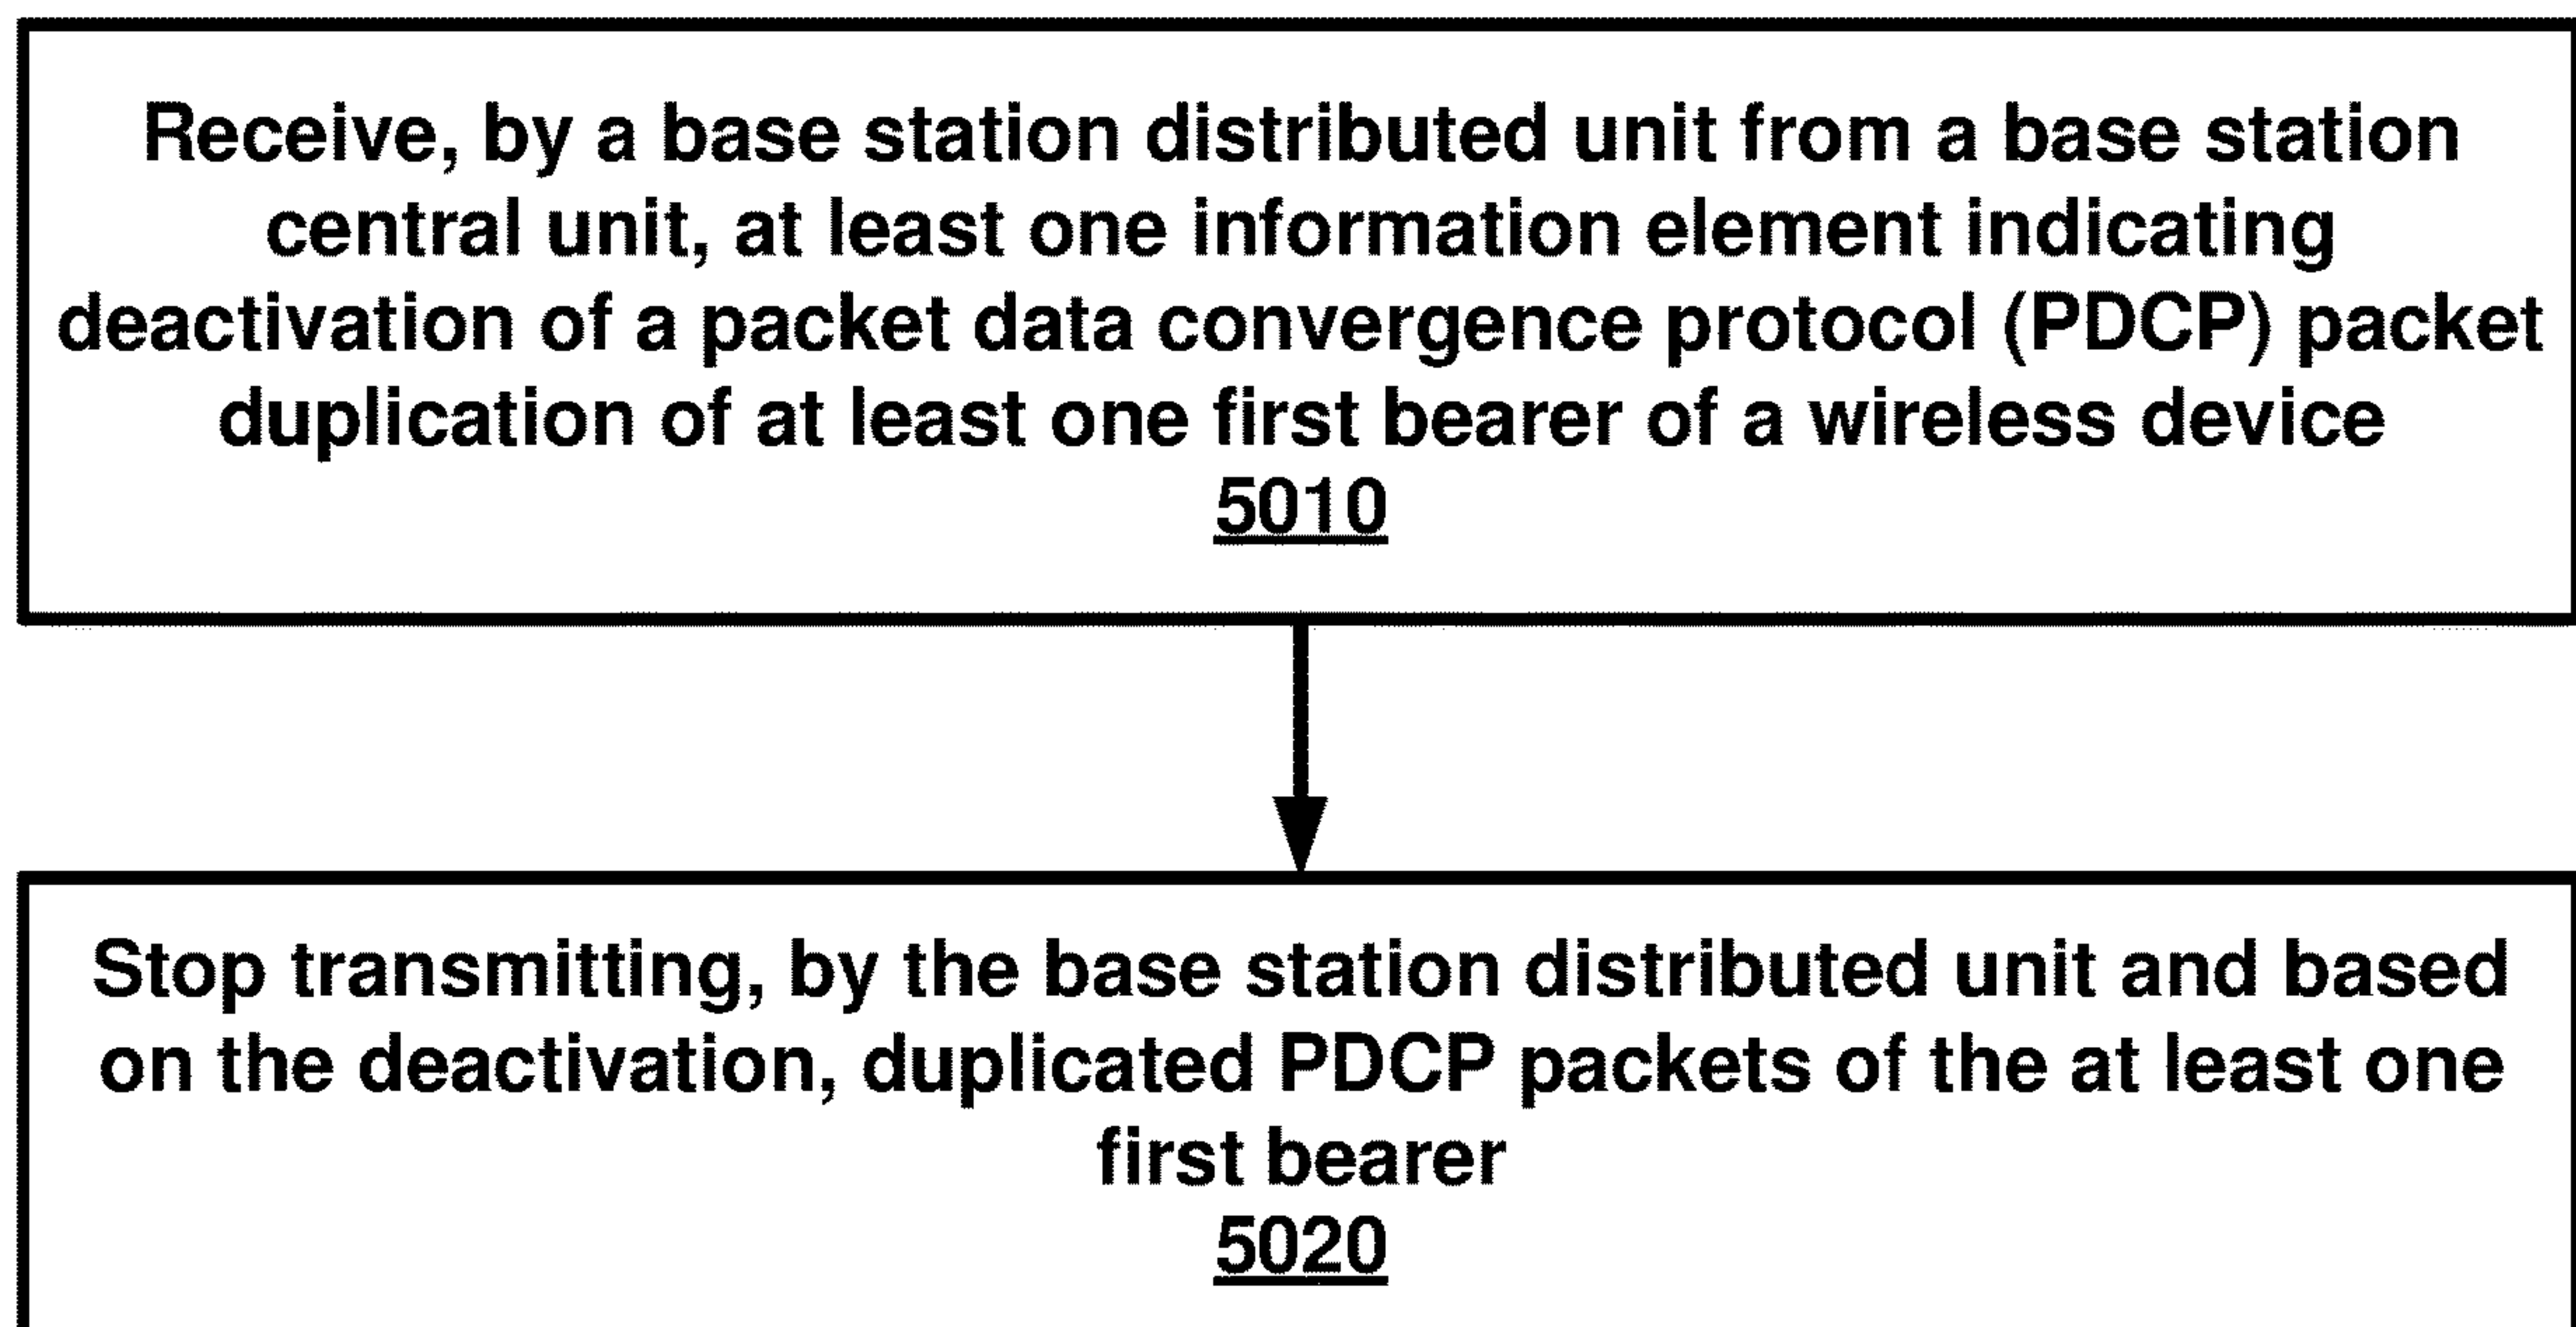 Receive, by a base station distributed unit from a base station
central unit, at least one information element indicating
deactivation of a packet data convergence protocol (PDCP) packet
duplication of at least one first bearer of a wireless device
5010
Stop transmitting, by the base station distributed unit and based
on the deactivation, duplicated PDCP packets of the at least one
first bearer
5020